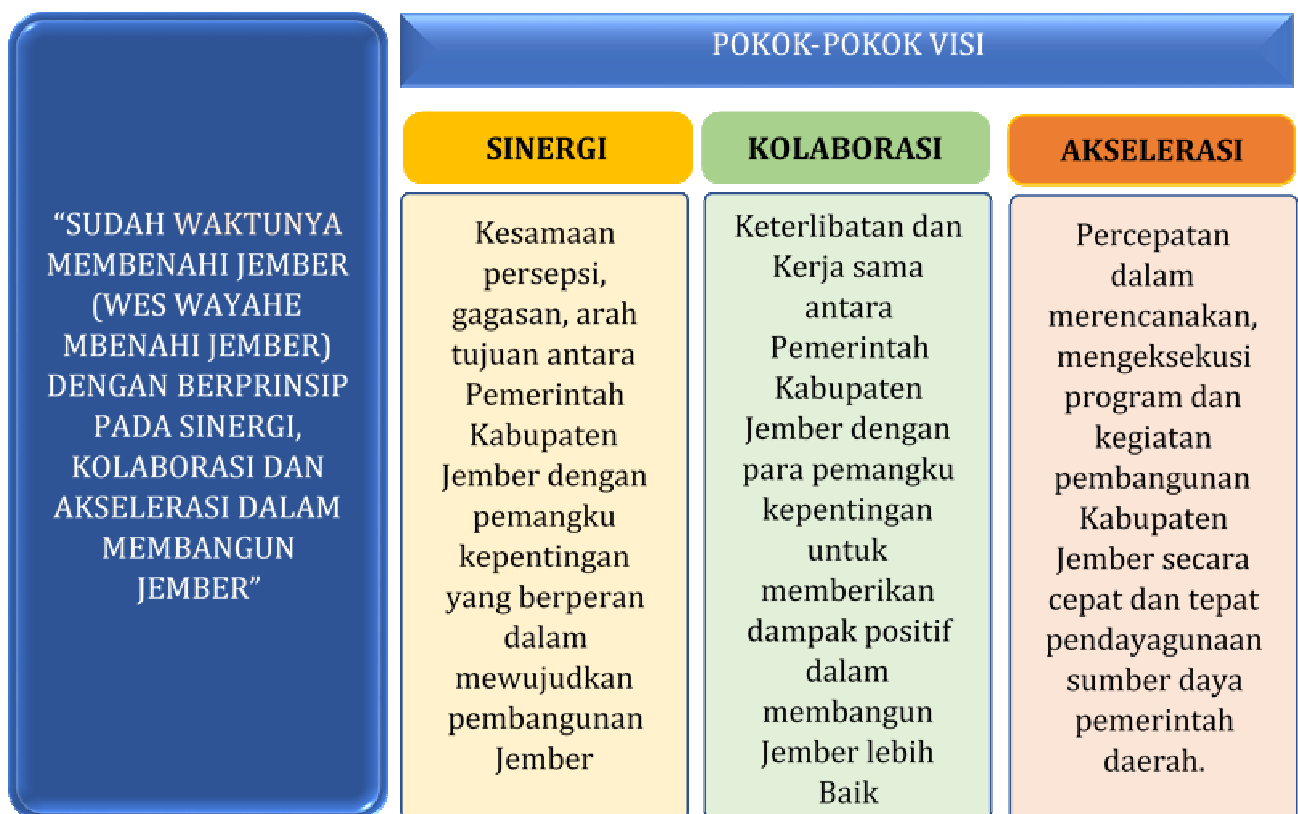 “SUDAH WAKTUNYA
MEMBENAHI JEMBER
(WES WAYAHE
MBENAHI JEMBER)
DENGAN BERPRINSIP
PADA SINERGI,
KOLABORASI DAN
AKSELERASI DALAM
MEMBANGUN
JEMBER”
POKOK-POKOK VISI
SINERGI
Kesamaan
persepsi,
gagasan, arah
tujuan antara
Pemerintah
Kabupaten
Jember dengan
pemangku
kepentingan
yang berperan
dalam
mewujudkan
pembangunan
Jember
KOLABORASI
Keterlibatan dan
Kerja sama
antara
Pemerintah
Kabupaten
Jember dengan
para pemangku
kepentingan
untuk
memberikan
dampak positif
dalam
membangun
Jember lebih
Baik
AKSELERASI
Percepatan
dalam
merencanakan,
mengeksekusi
program dan
kegiatan
pembangunan
Kabupaten
Jember secara
cepat dan tepat
pendayagunaan
sumber daya
pemerintah
daerah.